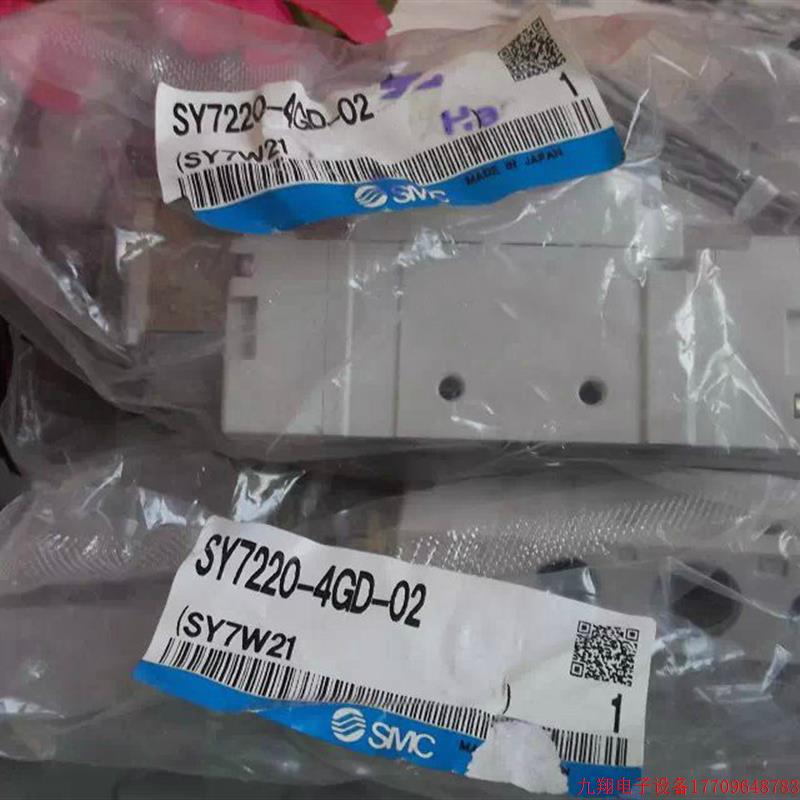 SY7220-4GD-02
(SY7W21
1
MADE IN JAPAN
SMC
SY7220-4GD-02
(SY7W21
1
SMC
九翔电子设备17709648783